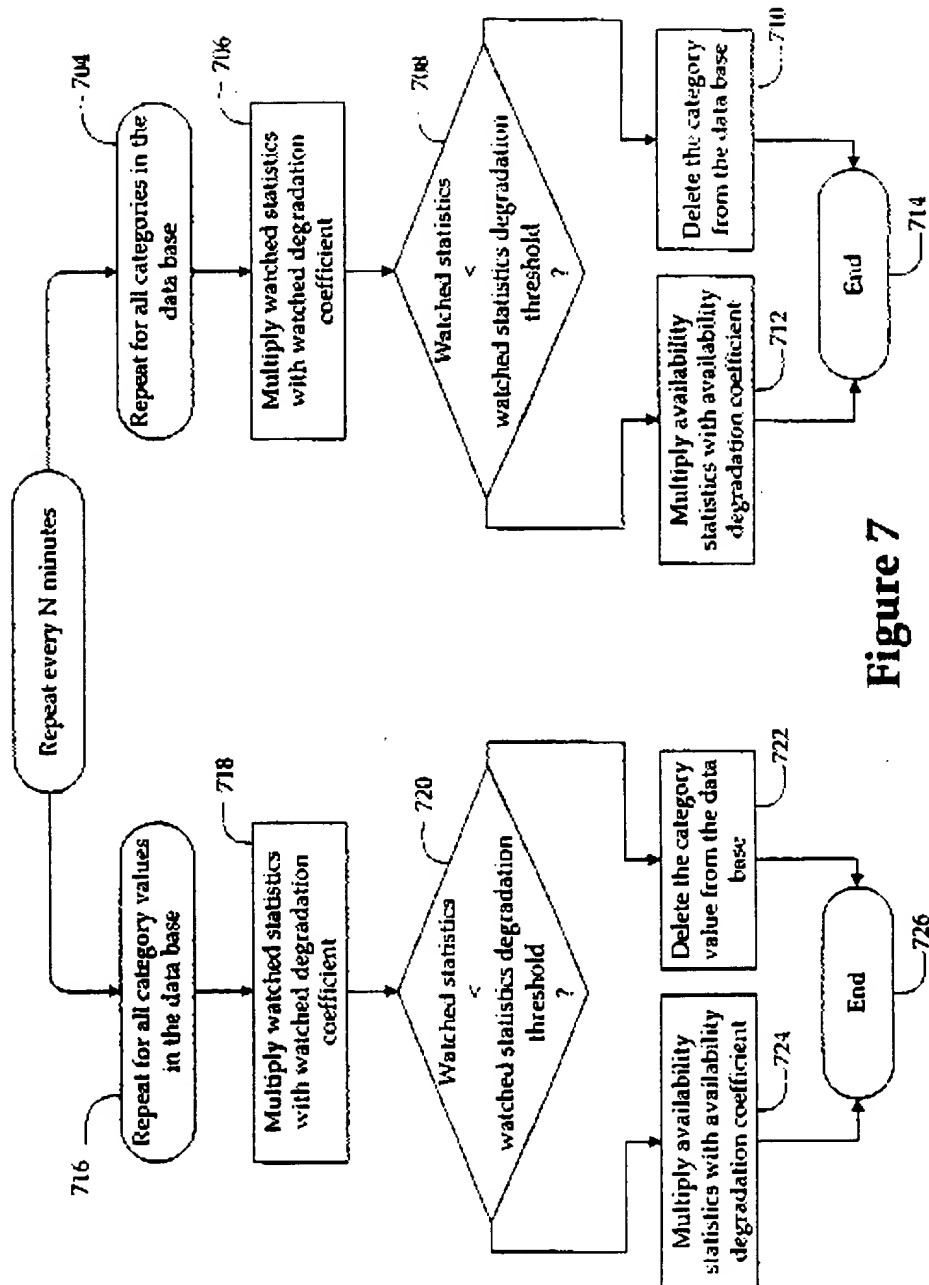 Repeat every N minutes
716
Repeat for all category values
in the data base
718
Multiply watched statistics
with watched degradation
coefficient
720
Watched statistics
<
watched statistics degradation
threshold
?
Multiply availability
statistics with availability
degradation coefficient
724
Delete the category
value from the data
base
722
End
726
704
Repeat for all categories in the
data base
706
Multiply watched statistics
with watched degradation
coefficient
708
Watched statistics
<
watched statistics degradation
threshold
?
Multiply availability
statistics with availability
degradation coefficient
712
Delete the category
from the data base
710
End
714
Figure 7